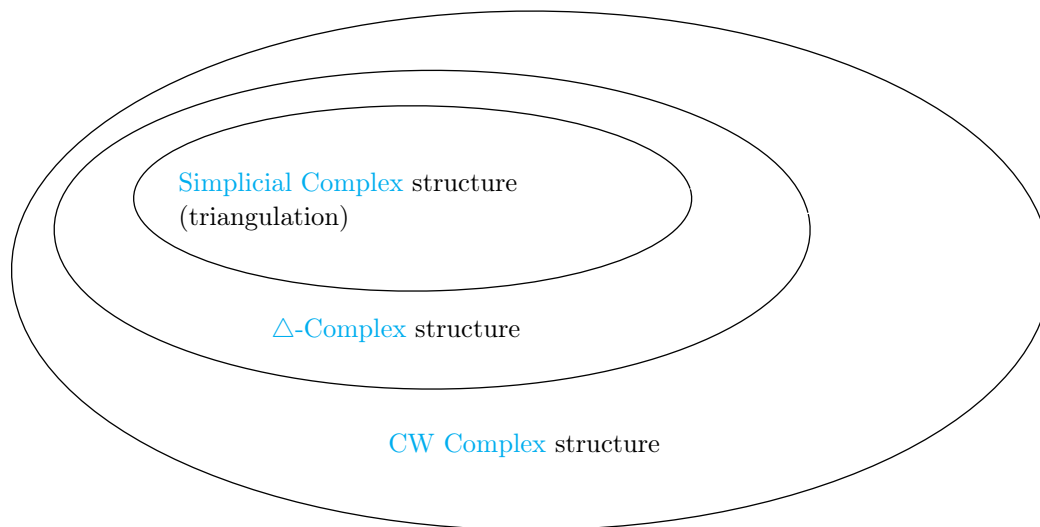 Simplicial Complex structure
(triangulation)
△-Complex structure
CW Complex structure